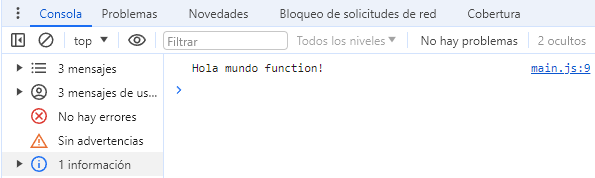 Consola Problemas Novedades Bloqueo de solicitudes de red Cobertura
top Filtrar Todos los niveles No hay problemas 2 ocultos
3 mensajes
3 mensajes de us...
No hay errores
Sin advertencias
1 información
Hola mundo function! main.js:9
>